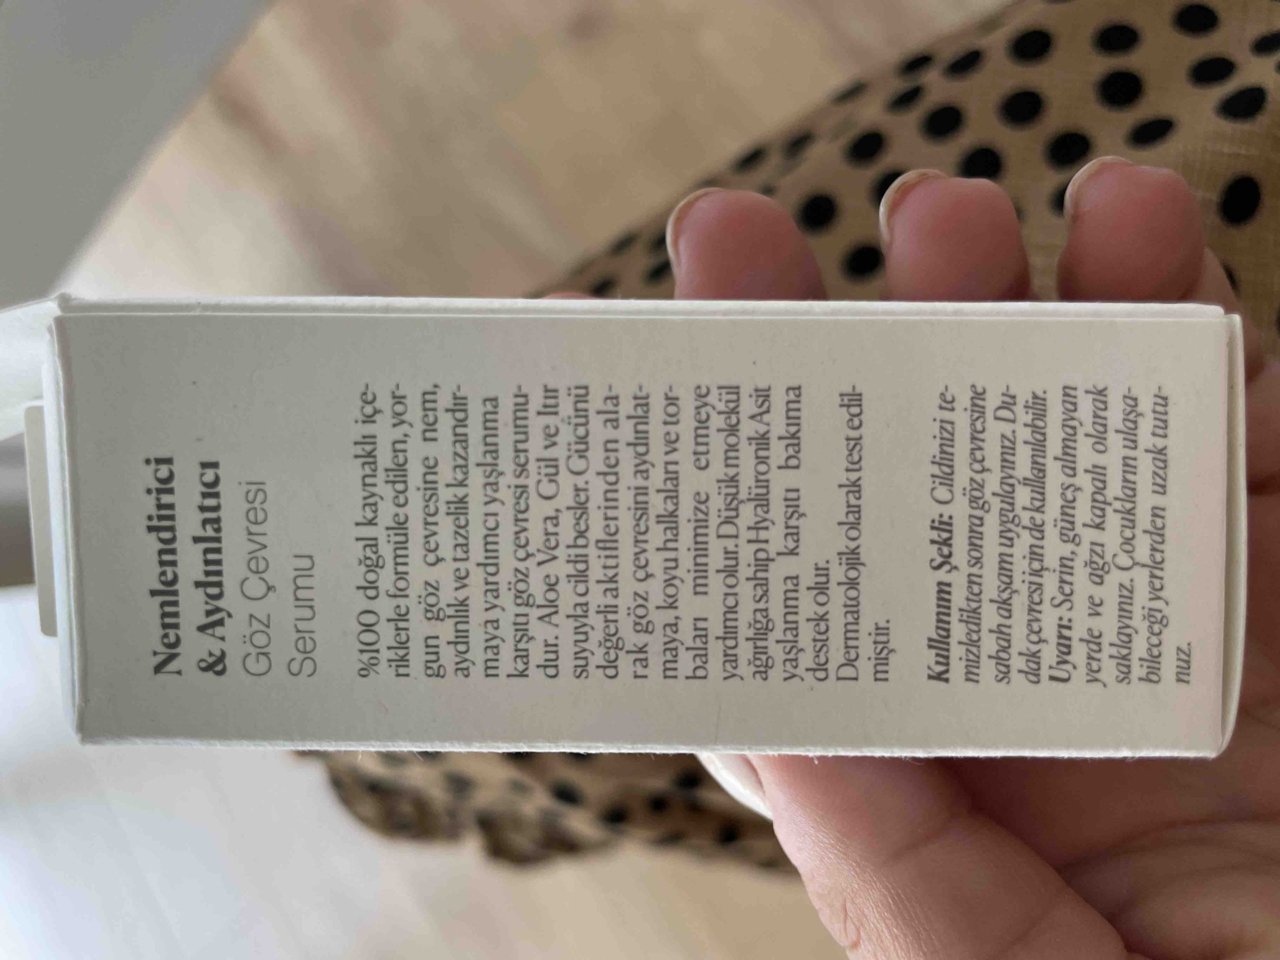 Nemlendirici
& Aydınlatıcı
Göz Çevresi
Serumu
%100 doğal kaynaklı içe-
riklerle formüle edilen, yor-
gun göz çevresine nem,
aydınlık ve tazelik kazandır-
maya yardımcı yaşlanma
karşıtı göz çevresi serumu-
dur. Aloe Vera, Gül ve Itır
suyuyla cildi besler. Gücünü
değerli aktiflerinden ala-
rak göz çevresini aydınlat-
maya, koyu halkaları ve tor-
baları minimize etmeye
yardımcı olur. Düşük molekül
ağırlığa sahip Hyalüronik Asit
yaşlanma karşıtı bakıma
destek olur.
Dermatolojik olarak test edil-
miştir.
Kullanım Şekli: Cildinizi te-
mizledikten sonra göz çevresine
sabah akşam uygulayınız. Du-
dak çevresi için de kullanılabilir.
Uyarı: Serin, güneş almayan
yerde ve ağzı kapalı olarak
saklayınız. Çocukların ulaşa-
bileceği yerlerden uzak tutu-
nuz.